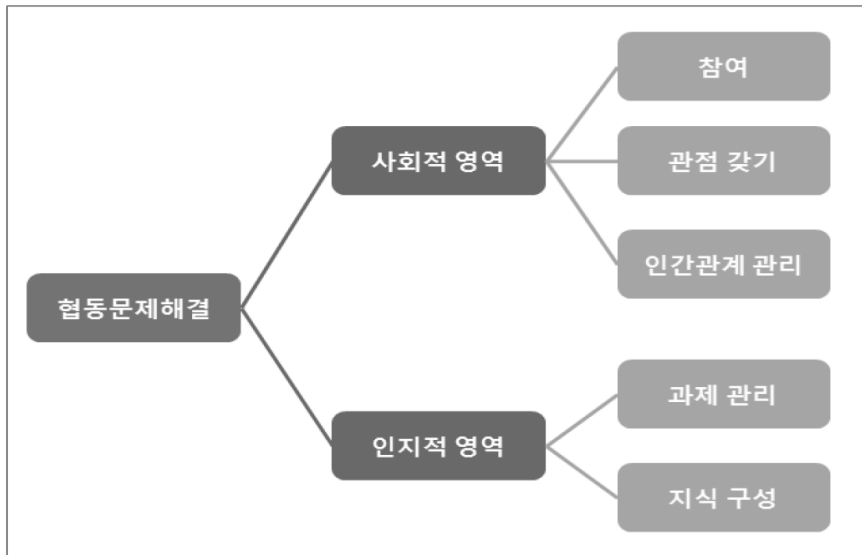 협동문제해결
사회적 영역
참여
관점 갖기
인간관계 관리
인지적 영역
과제 관리
지식 구성